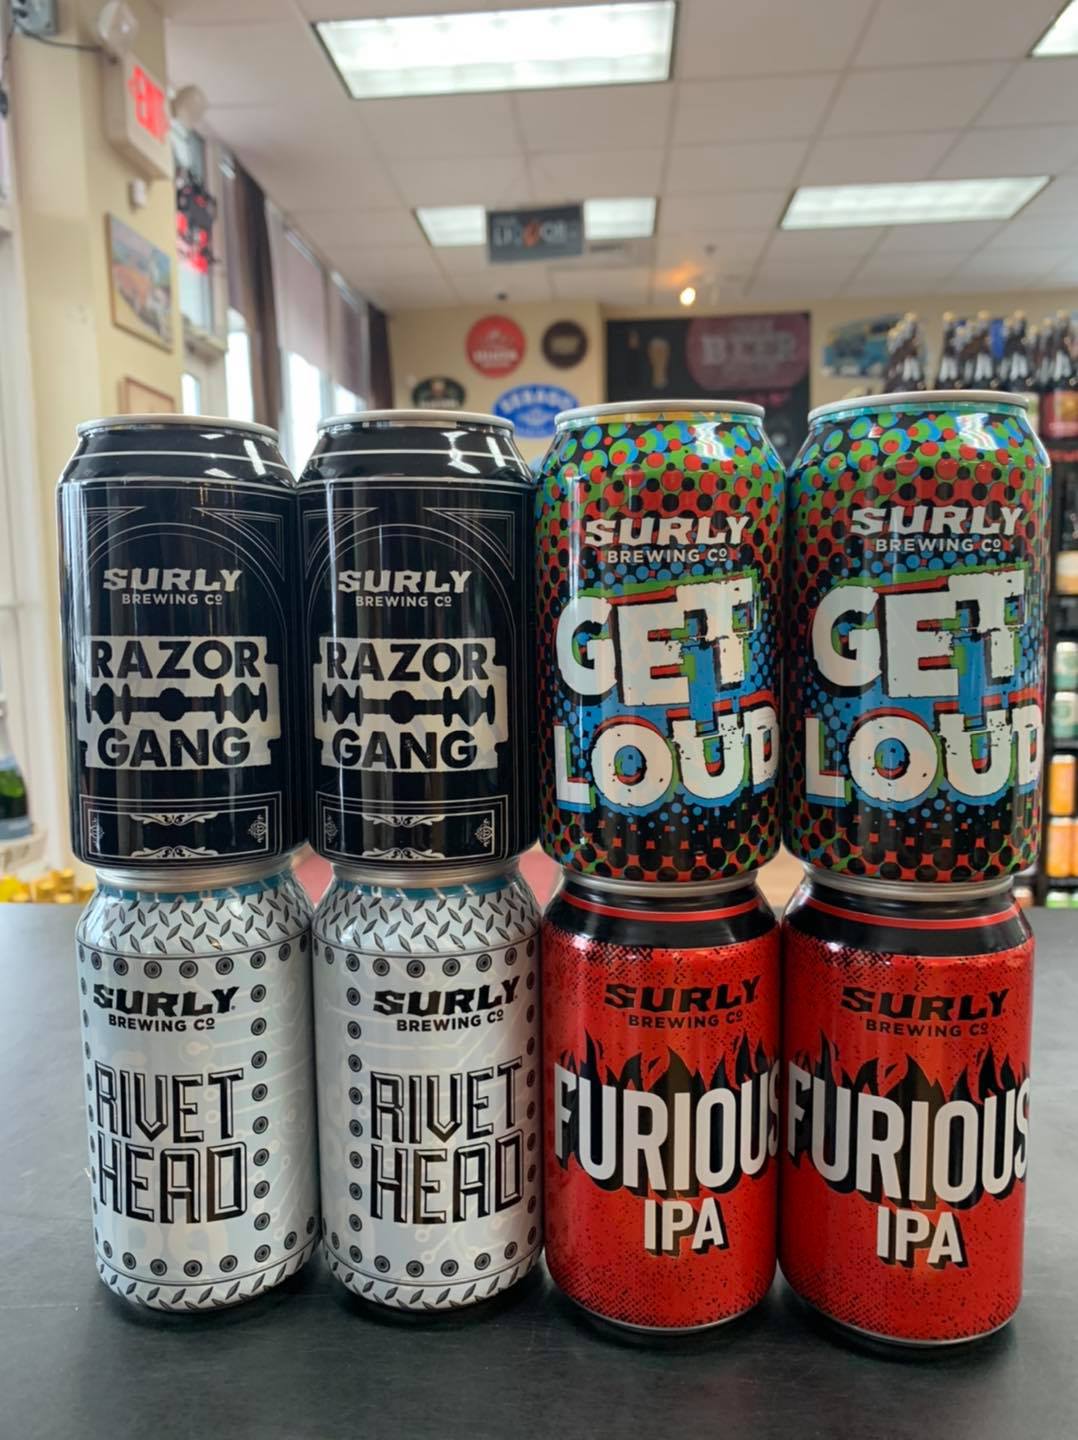 EXIT
BEER
SEBAGO
SURLY
BREWING Cº
RAZOR
GANG
SURLY
BREWING Cº
RAZOR
GANG
SURLY
BREWING Cº
GET
LOUD
SURLY
BREWING Cº
GET
LOUD
SURLY
BREWING Cº
RIVET
HEAD
SURLY
BREWING Cº
RIVET
HEAD
SURLY
BREWING Cº
FURIOUS
IPA
SURLY
BREWING Cº
FURIOUS
IPA